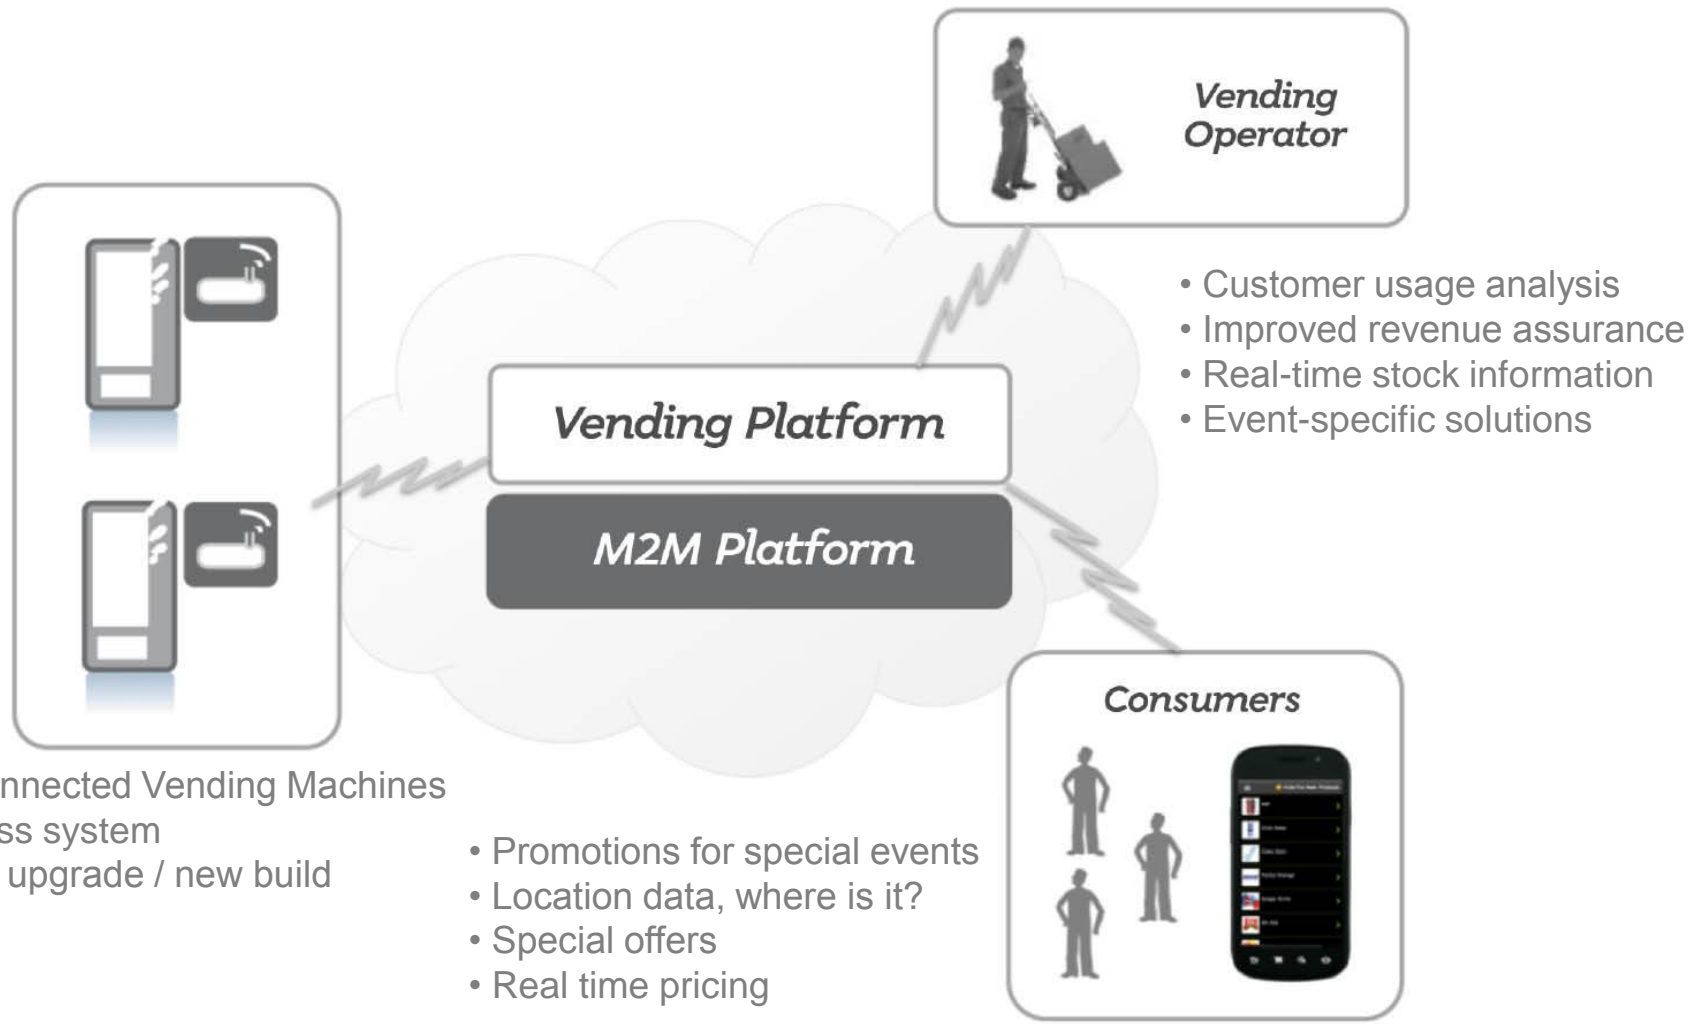 Vending
Operator
• Customer usage analysis
• Improved revenue assurance
• Real-time stock information
• Event-specific solutions
Vending Platform
M2M Platform
Consumers
nnected Vending Machines
ss system
upgrade / new build
• Promotions for special events
• Location data, where is it?
• Special offers
• Real time pricing